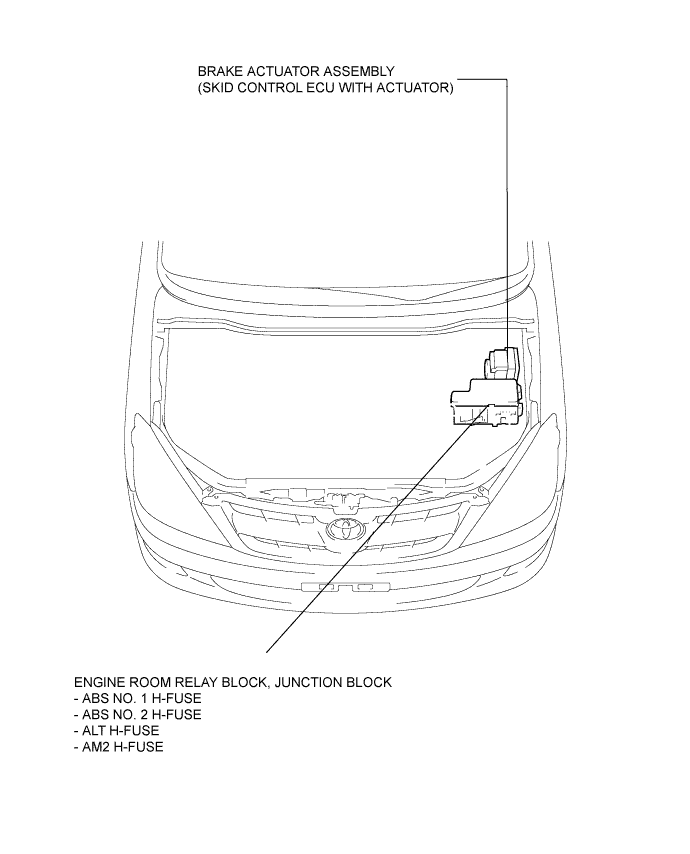 BRAKE ACTUATOR ASSEMBLY
(SKID CONTROL ECU WITH ACTUATOR)
ENGINE ROOM RELAY BLOCK, JUNCTION BLOCK
- ABS NO. 1 H-FUSE
- ABS NO. 2 H-FUSE
- ALT H-FUSE
- AM2 H-FUSE